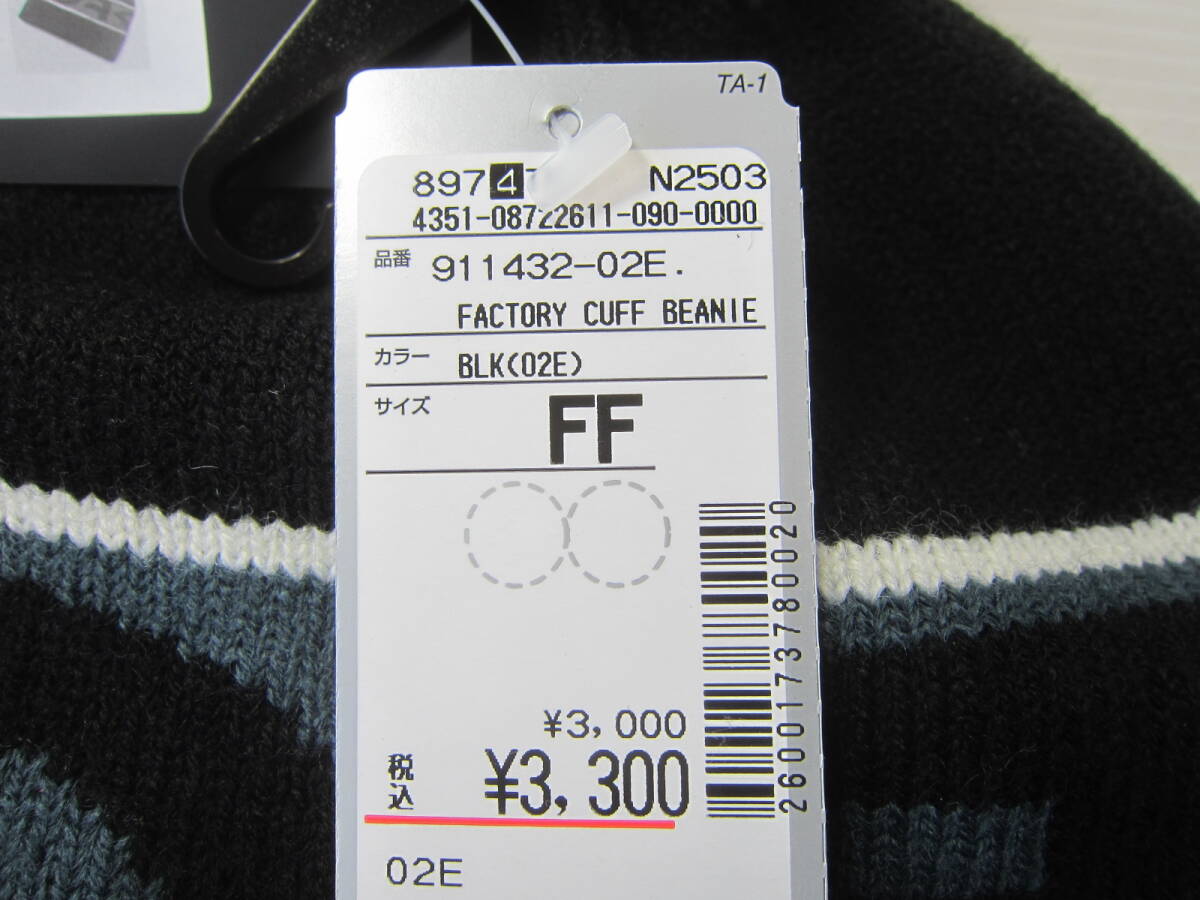 TA-1
897 4 N2503
4351-08722611-090-0000
品番 911432-02E.
FACTORY CUFF BEANIE
カラー BLK(02E)
サイズ FF
2600173780020
¥3,000
税込 ¥3,300
02E